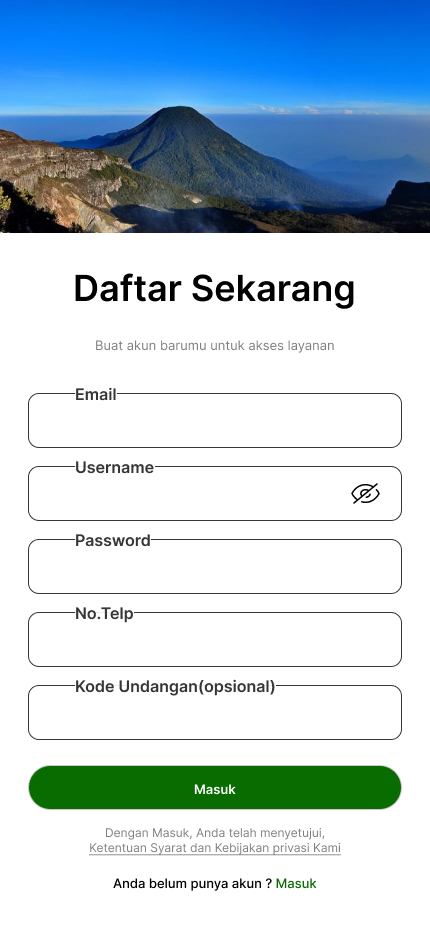 Daftar Sekarang
Buat akun barumu untuk akses layanan
Email
Username
Password
No.Telp
Kode Undangan(opsional)
Masuk
Dengan Masuk, Anda telah menyetujui,
Ketentuan Syarat dan Kebijakan privasi Kami
Anda belum punya akun ? Masuk